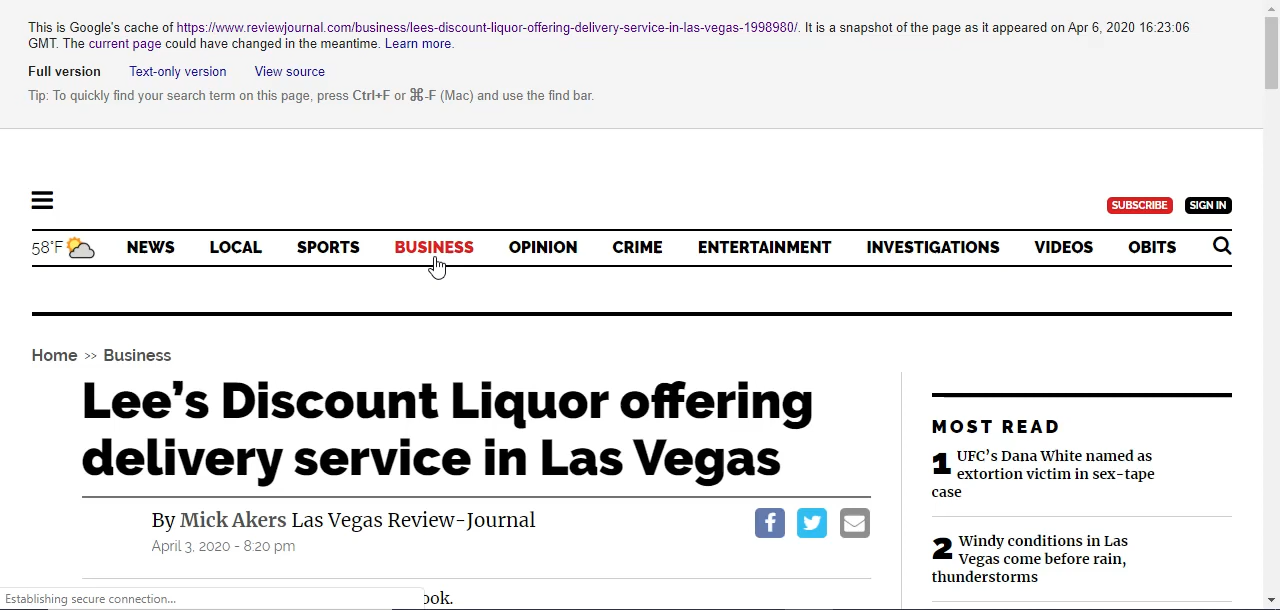 This is Google's cache of https://www.reviewjournal.com/business/lees-discount-liquor-offering-delivery-service-in-las-vegas-1998980/. It is a snapshot of the page as it appeared on Apr 6, 2020 16:23:06
GMT. The current page could have changed in the meantime. Learn more.
Full version Text-only version View source
Tip: To quickly find your search term on this page, press Ctrl+F or ⌘-F (Mac) and use the find bar.
SUBSCRIBE SIGN IN
58°F NEWS LOCAL SPORTS BUSINESS OPINION CRIME ENTERTAINMENT INVESTIGATIONS VIDEOS OBITS
Home >> Business
Lee's Discount Liquor offering
delivery service in Las Vegas
By Mick Akers Las Vegas Review-Journal
April 3, 2020 - 8:20 pm
MOST READ
1 UFC's Dana White named as
extortion victim in sex-tape
case
2 Windy conditions in Las
Vegas come before rain,
thunderstorms
Establishing secure connection...